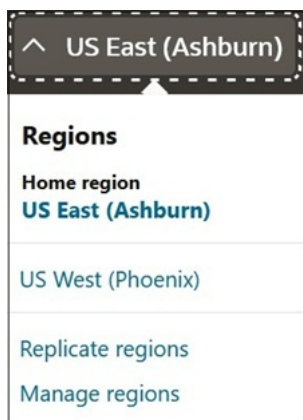 US East (Ashburn)
Regions
Home region
US East (Ashburn)
US West (Phoenix)
Replicate regions
Manage regions